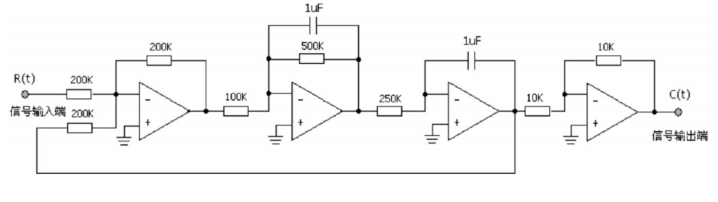 1uF
200K
500K
1uF
10K
R(t)
200K
100K
250K
10K
C(t)
信号输入端
200K
信号输出端
-
+
-
+
-
+
-
+